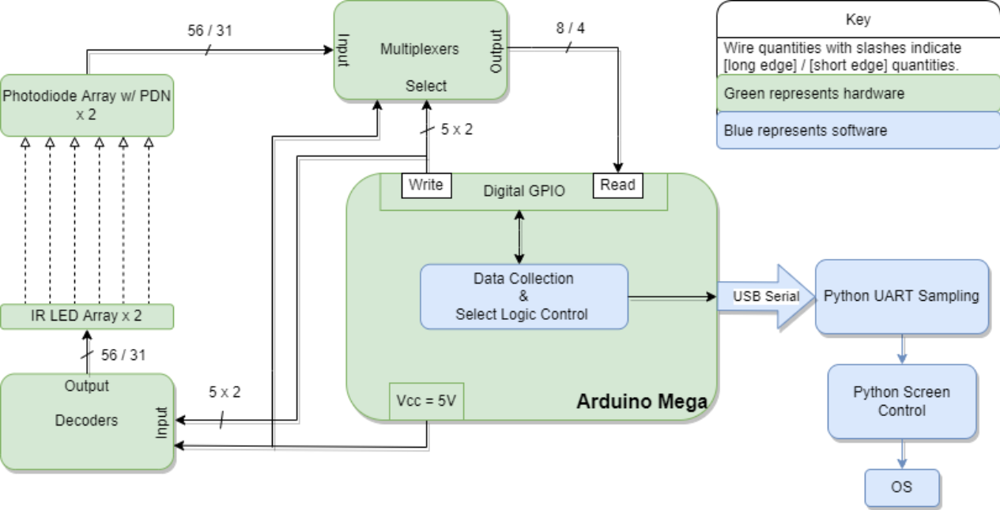 56 / 31
Input
Multiplexers
Output
Select
8 / 4
Key
Wire quantities with slashes indicate
[long edge] / [short edge] quantities.
Green represents hardware
Blue represents software
Photodiode Array w/ PDN
x 2
5 x 2
Write
Digital GPIO
Read
Data Collection
&
Select Logic Control
USB Serial
Python UART Sampling
IR LED Array x 2
56 / 31
Output
Decoders
Input
5 x 2
Vcc = 5V
Arduino Mega
Python Screen
Control
OS